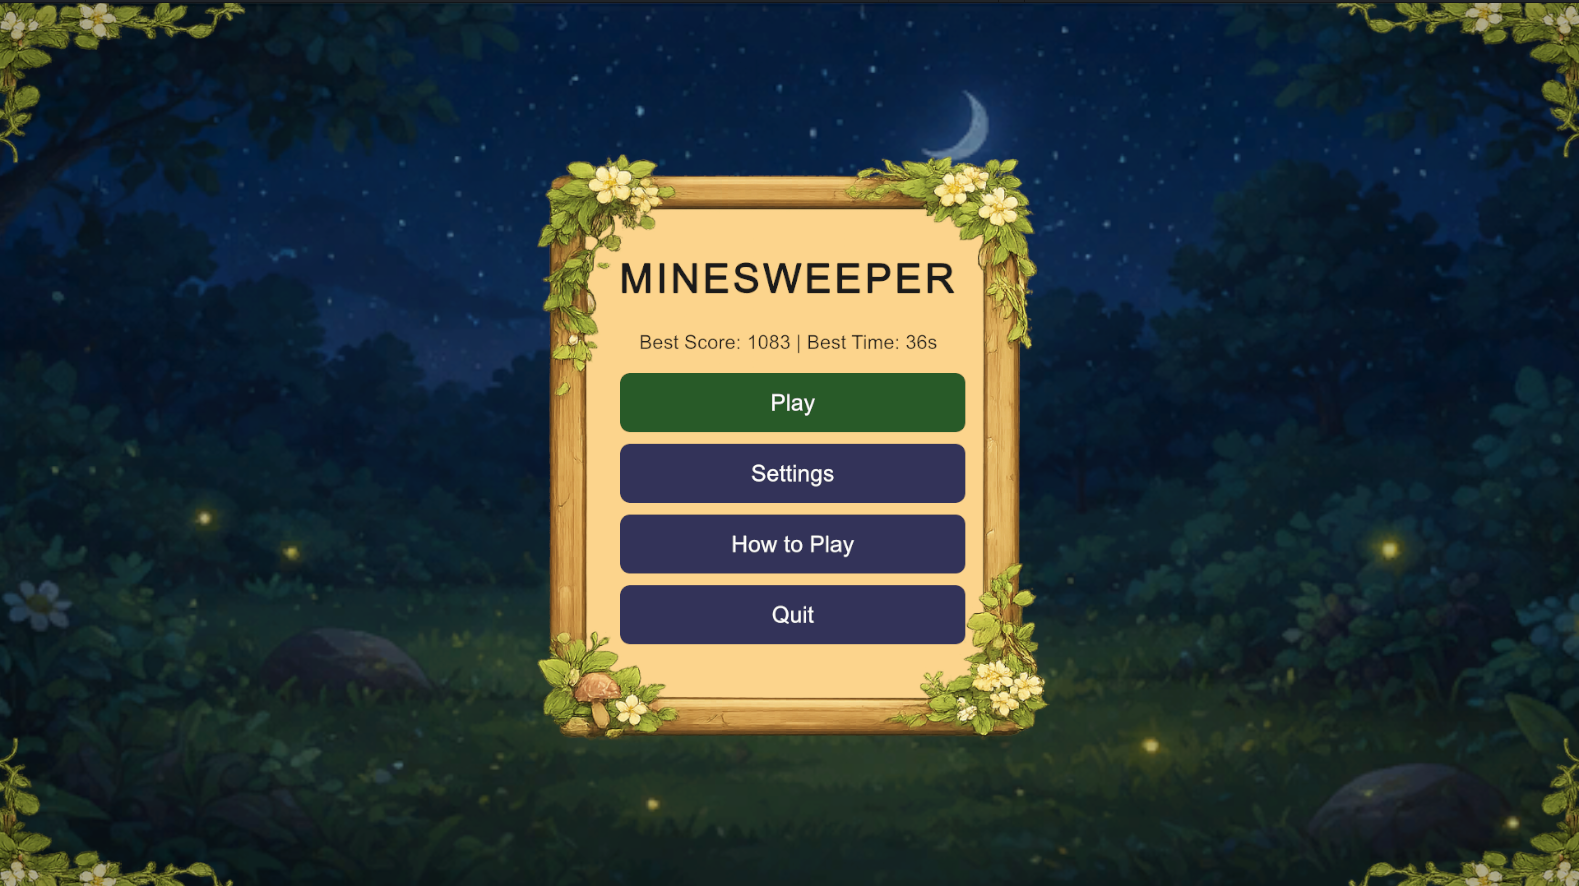 MINESWEEPER
Best Score: 1083 | Best Time: 36s
Play
Settings
How to Play
Quit